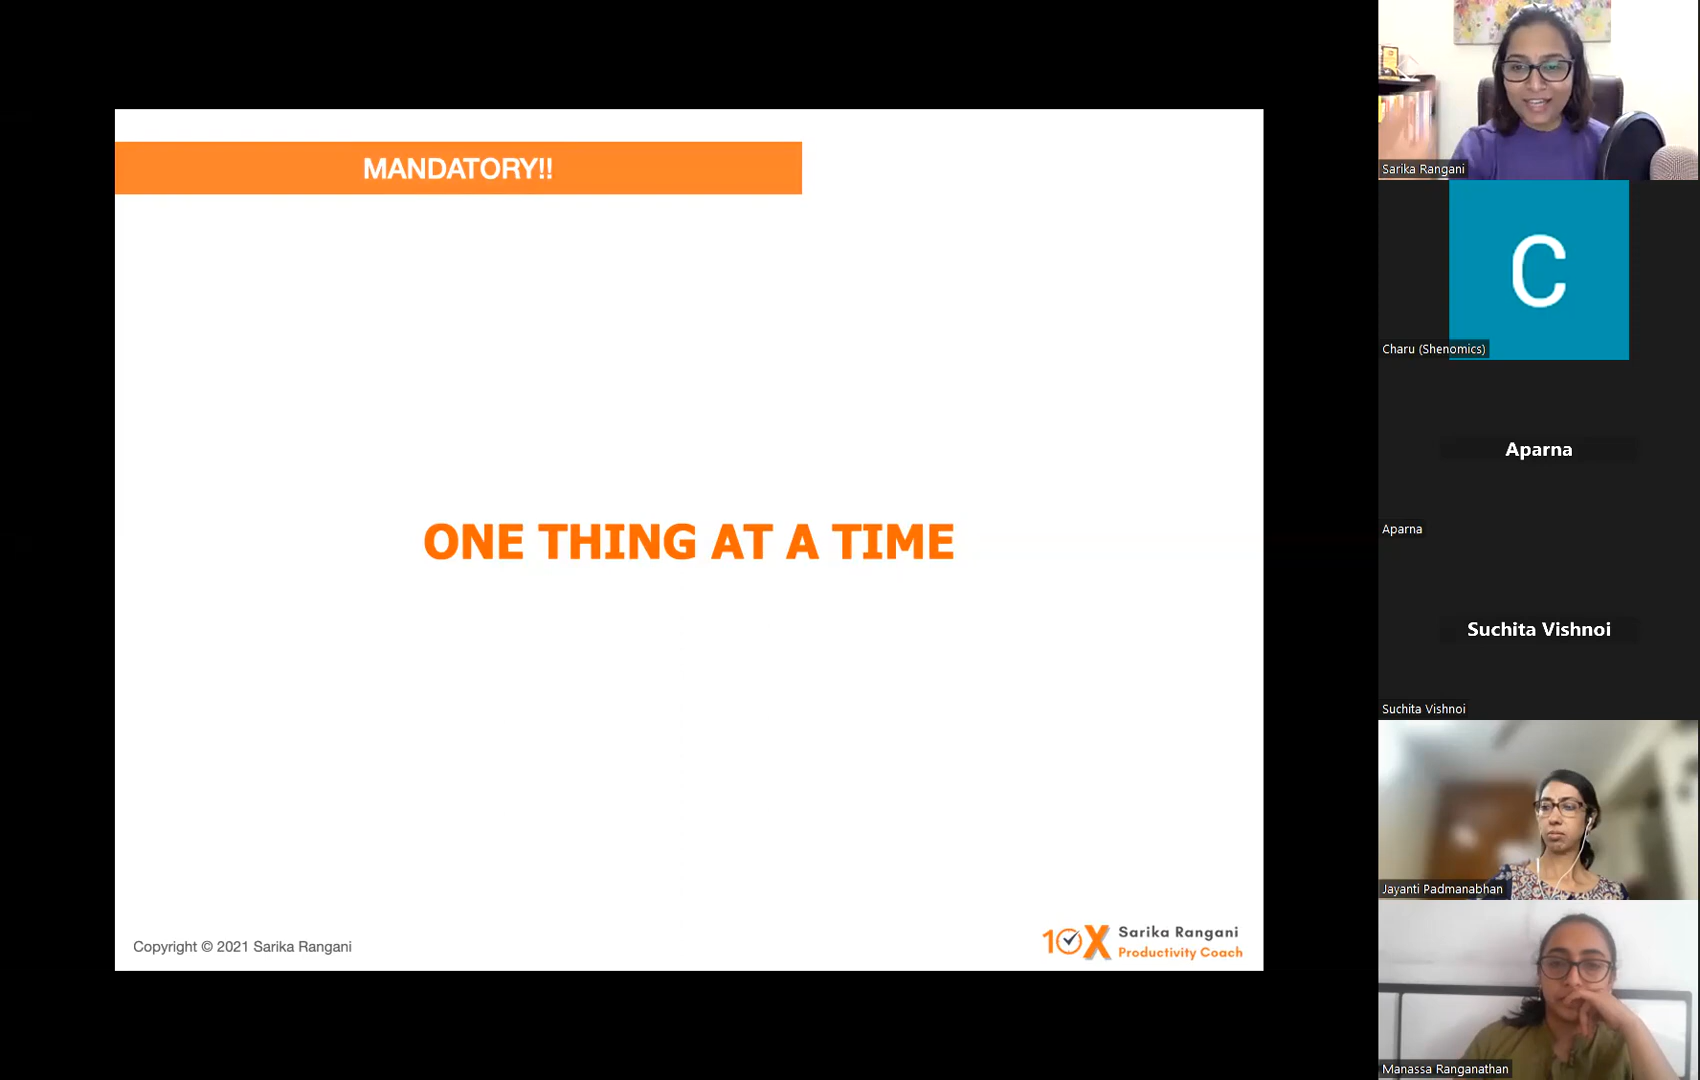 MANDATORY!!
ONE THING AT A TIME
Copyright © 2021 Sarika Rangani
10X
Sarika Rangani
Productivity Coach
Sarika Rangani
C
Charu (Shenomics)
Aparna
Aparna
Suchita Vishnoi
Suchita Vishnoi
Jayanti Padmanabhan
Manassa Ranganathan